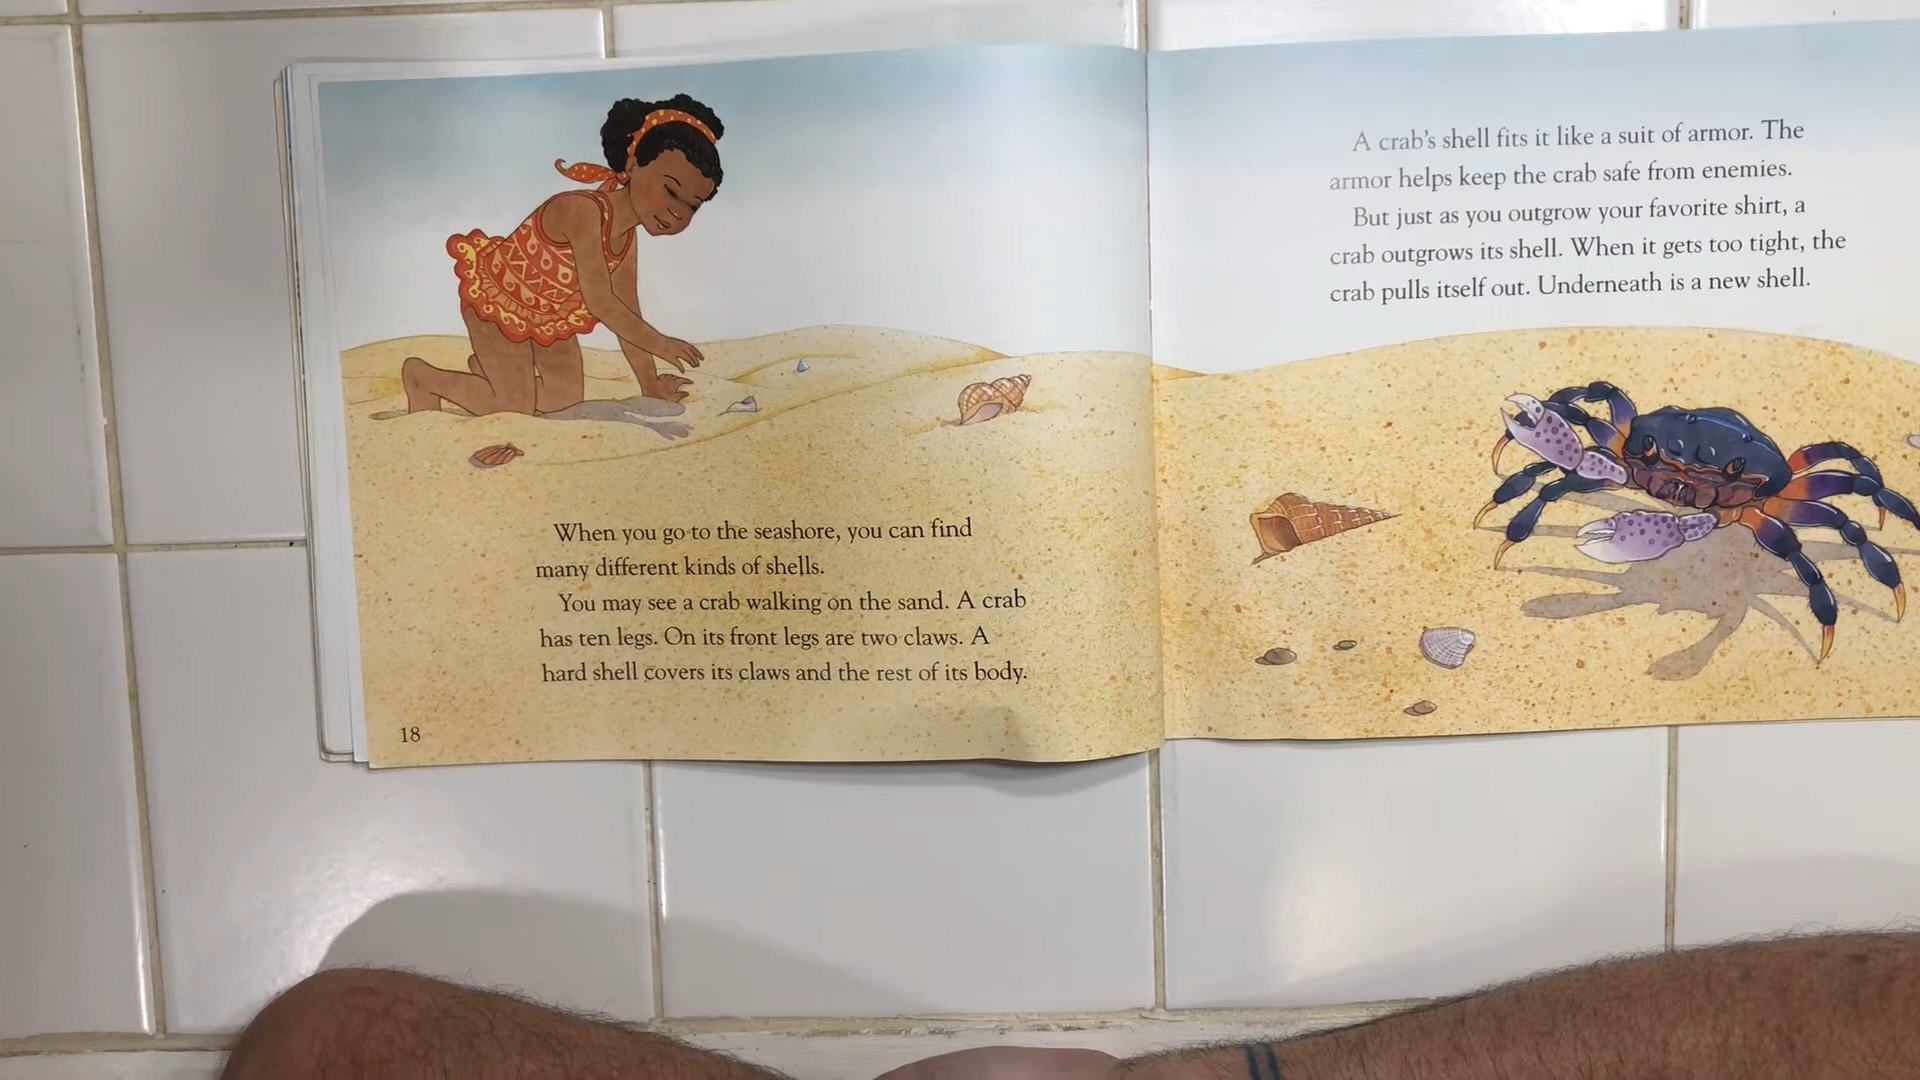 When you go to the seashore, you can find
many different kinds of shells.
You may see a crab walking on the sand. A crab
has ten legs. On its front legs are two claws. A
hard shell covers its claws and the rest of its body.
18
A crab's shell fits it like a suit of armor. The
armor helps keep the crab safe from enemies.
But just as you outgrow your favorite shirt, a
crab outgrows its shell. When it gets too tight, the
crab pulls itself out. Underneath is a new shell.